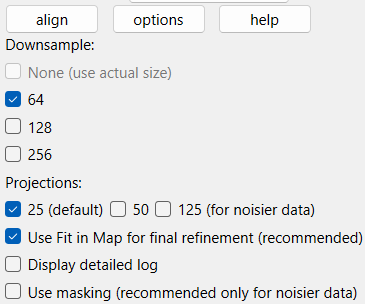 align options help
Downsample:
None (use actual size)
64
128
256
Projections:
25 (default) 50 125 (for noisier data)
Use Fit in Map for final refinement (recommended)
Display detailed log
Use masking (recommended only for noisier data)